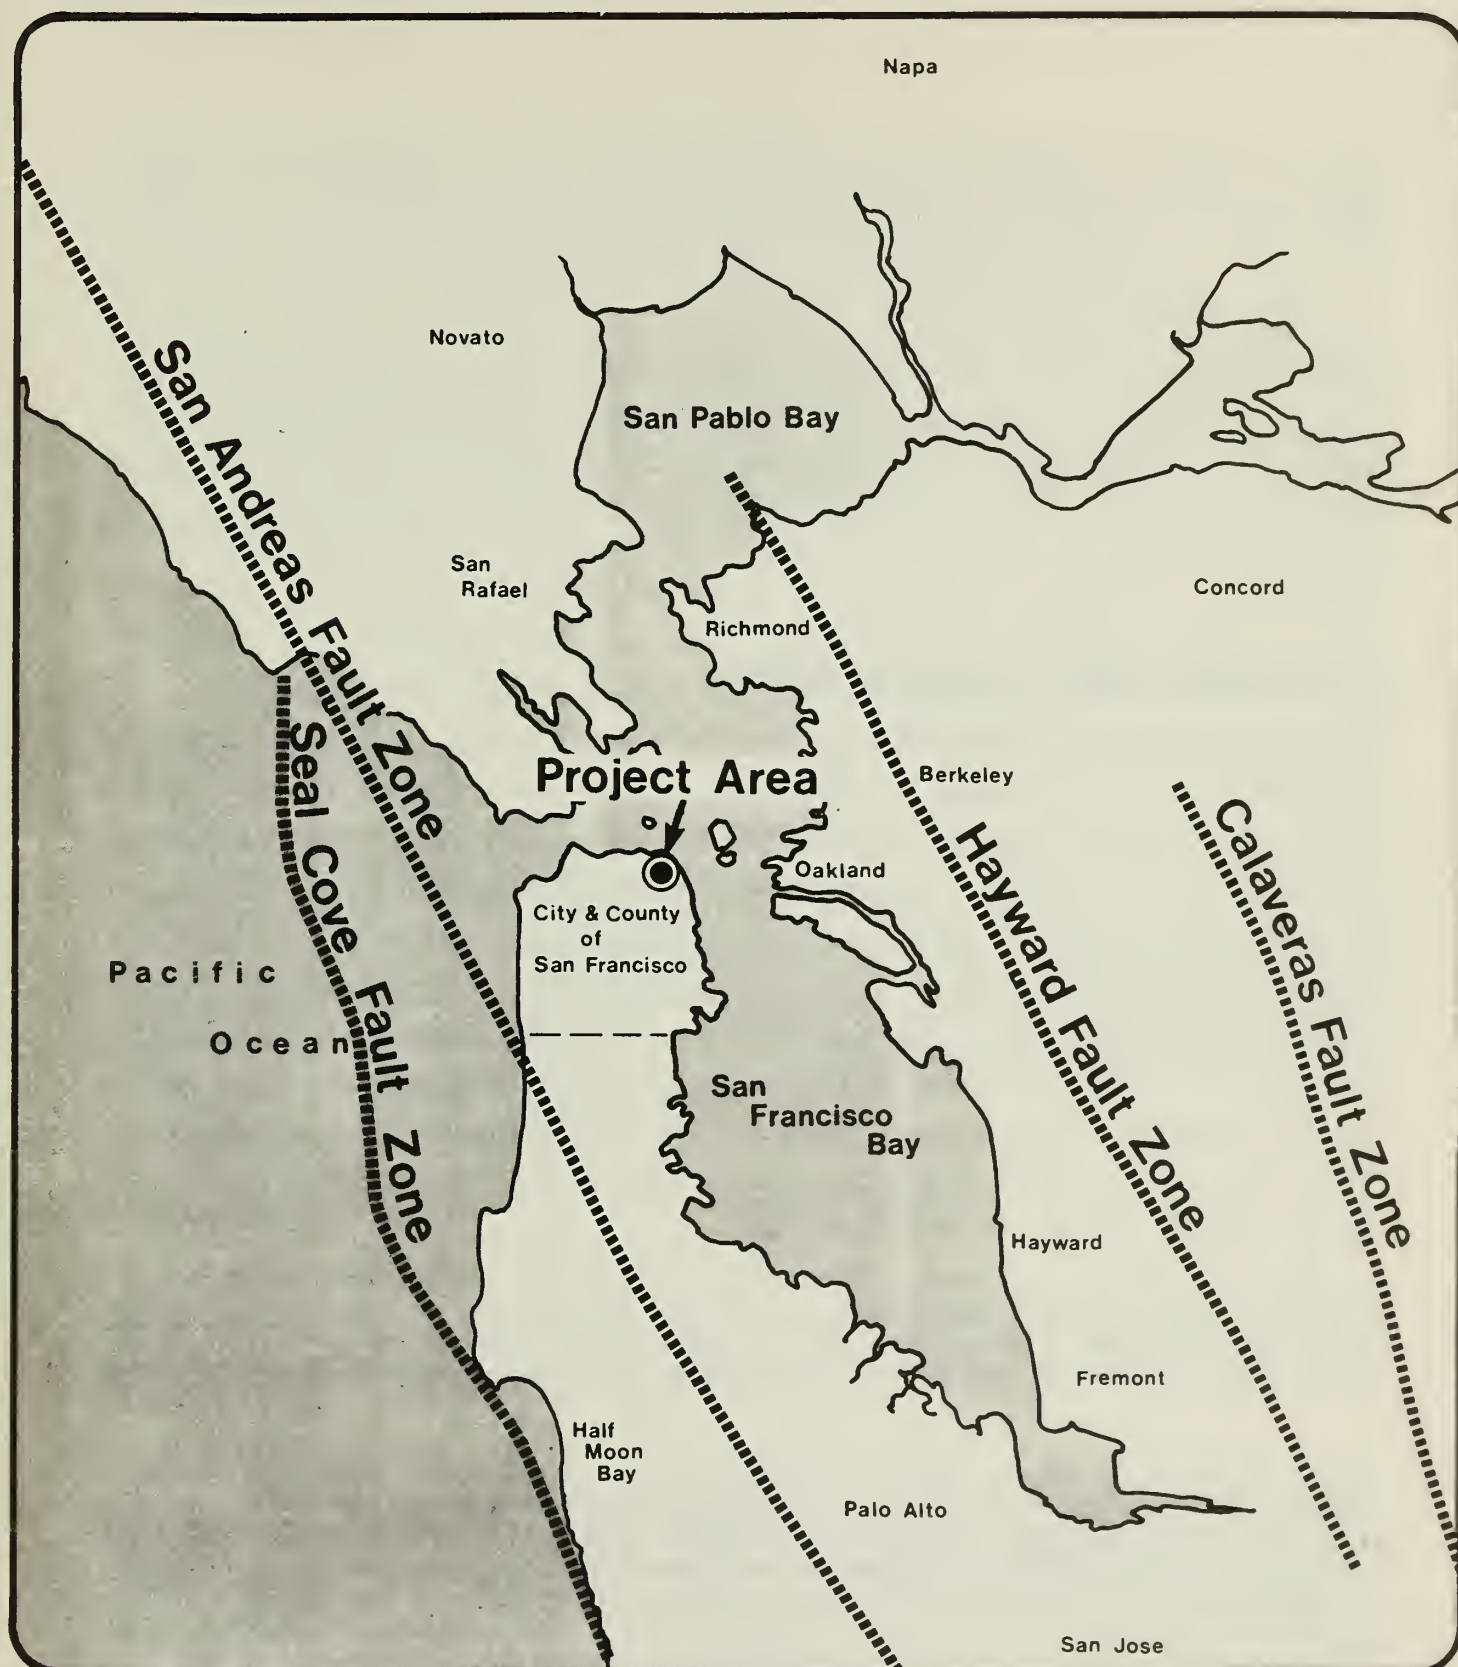 Napa
Novato
San Pablo Bay
San Andreas Fault Zone
San
Rafael
Concord
Richmond
Project Area
Berkeley
Seal Cove Fault Zone
Hayward Fault Zone
Calaveras Fault Zone
Oakland
City & County
of
San Francisco
Pacific
Ocean
San
Francisco
Bay
Hayward
Fremont
Half
Moon
Bay
Palo Alto
San Jose